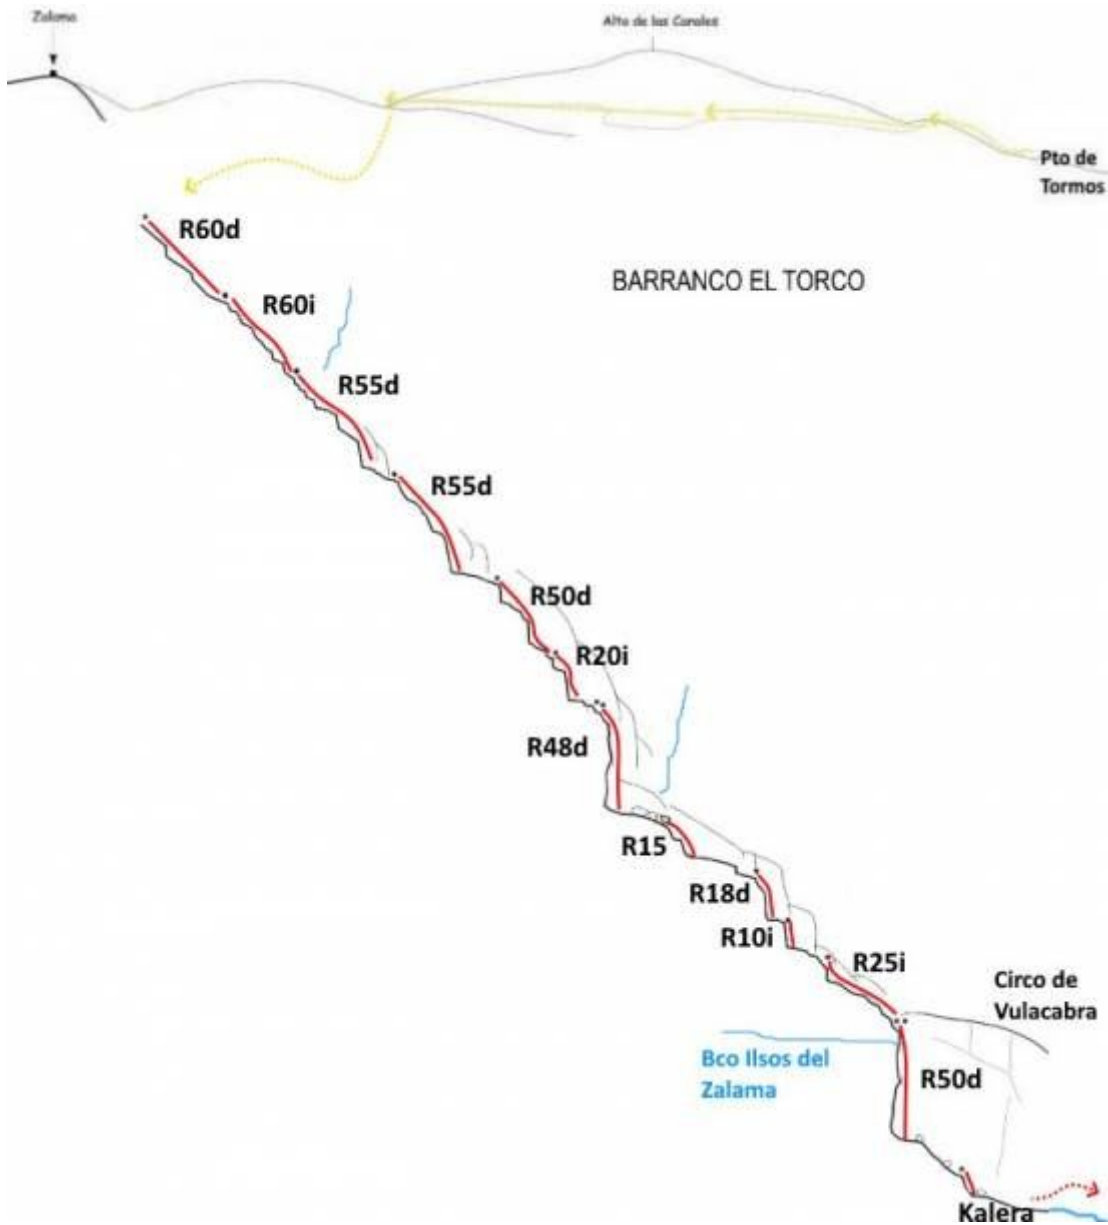 Zalama
Alto de las Canales
Pto de
Tormos
R60d
BARRANCO EL TORCO
R60i
R55d
R55d
R50d
R20i
R48d
R15
R18d
R10i
R25i
Circo de
Vulacabra
Bco Ilsos del
Zalama
R50d
Kalera